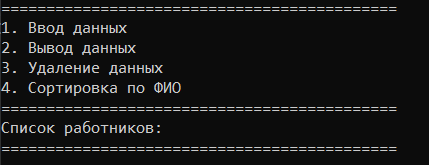 ============================================
1. Ввод данных
2. Вывод данных
3. Удаление данных
4. Сортировка по ФИО
============================================
Список работников:
============================================